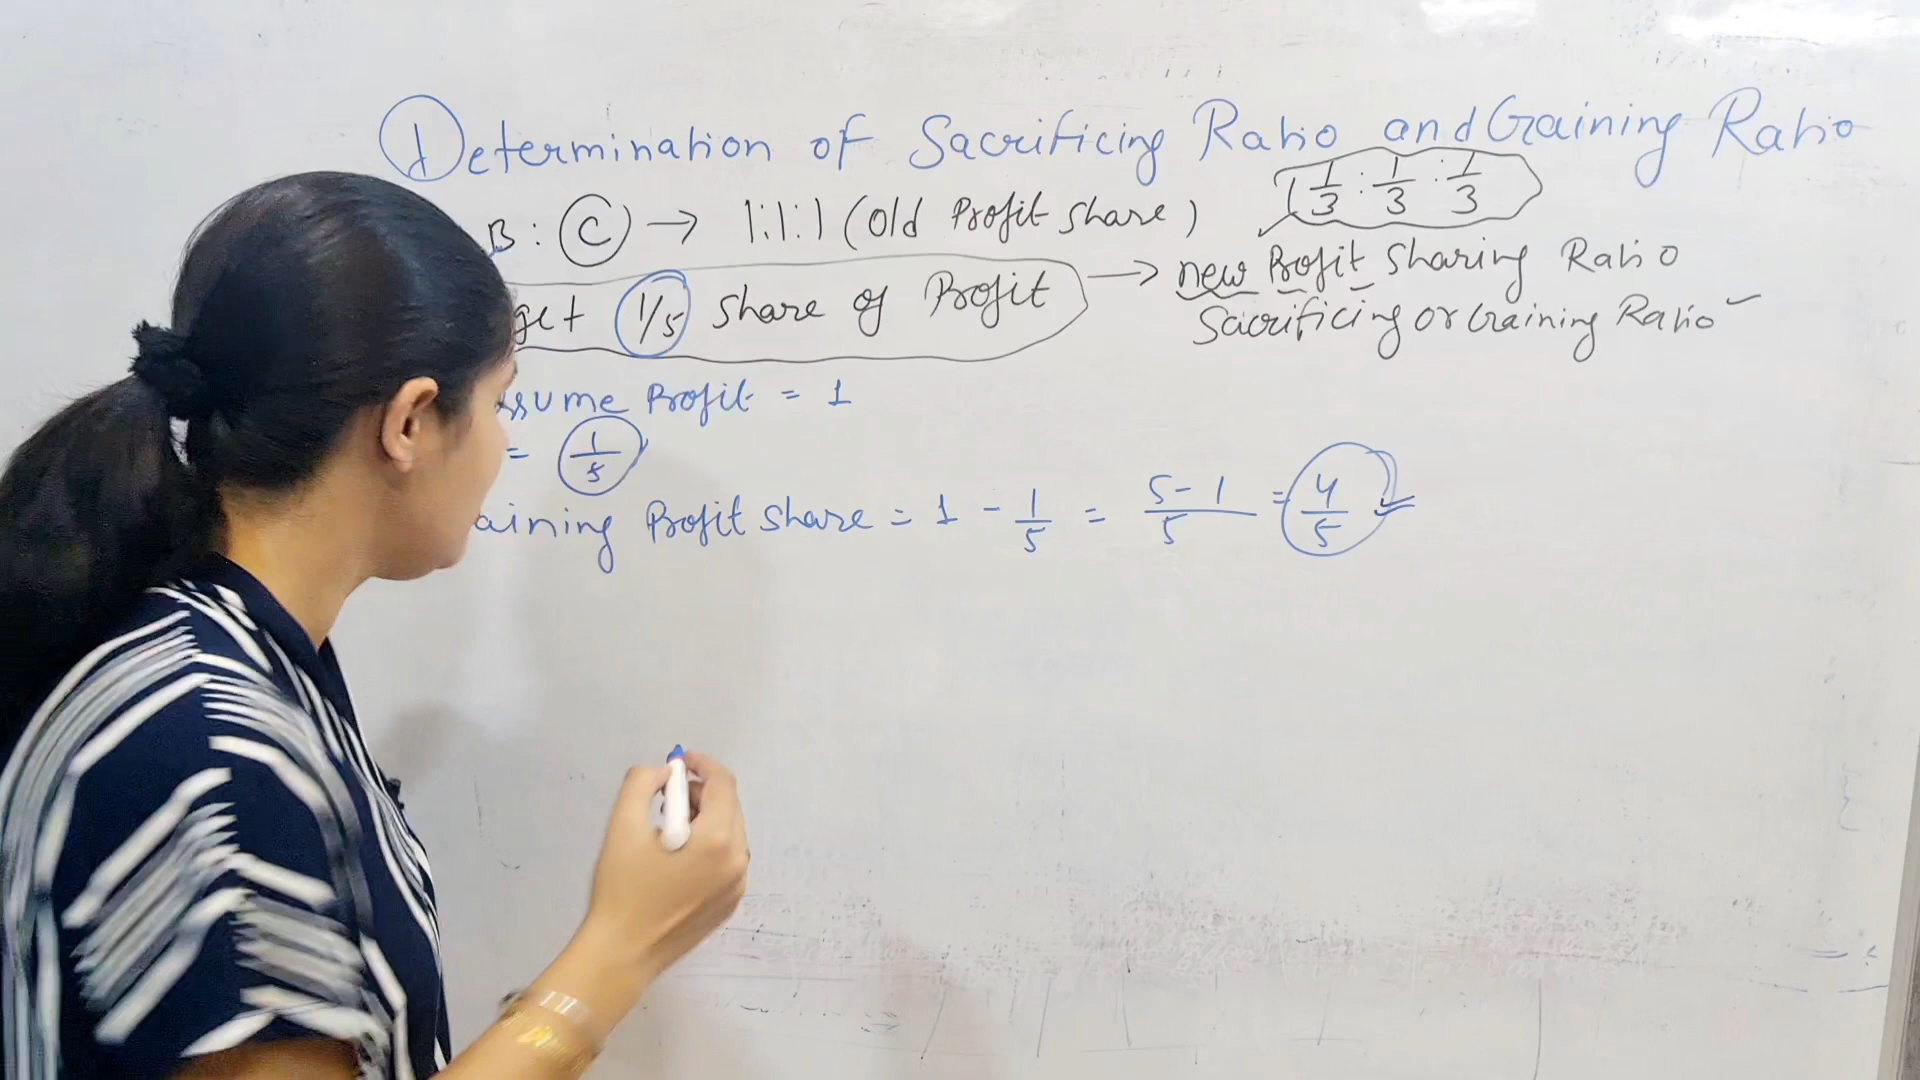 Determination of Sacrificing Ratio and Gaining Ratio
B : C → 1:1:1 (Old Profit Share) 1/3 : 1/3 : 1/3
get 1/5 share of Profit → new Profit Sharing Ratio
Sacrificing or Gaining Ratio ✓
ssume Profit = 1
= 1/5
aining Profit share = 1 - 1/5 = 5-1/5 = 4/5